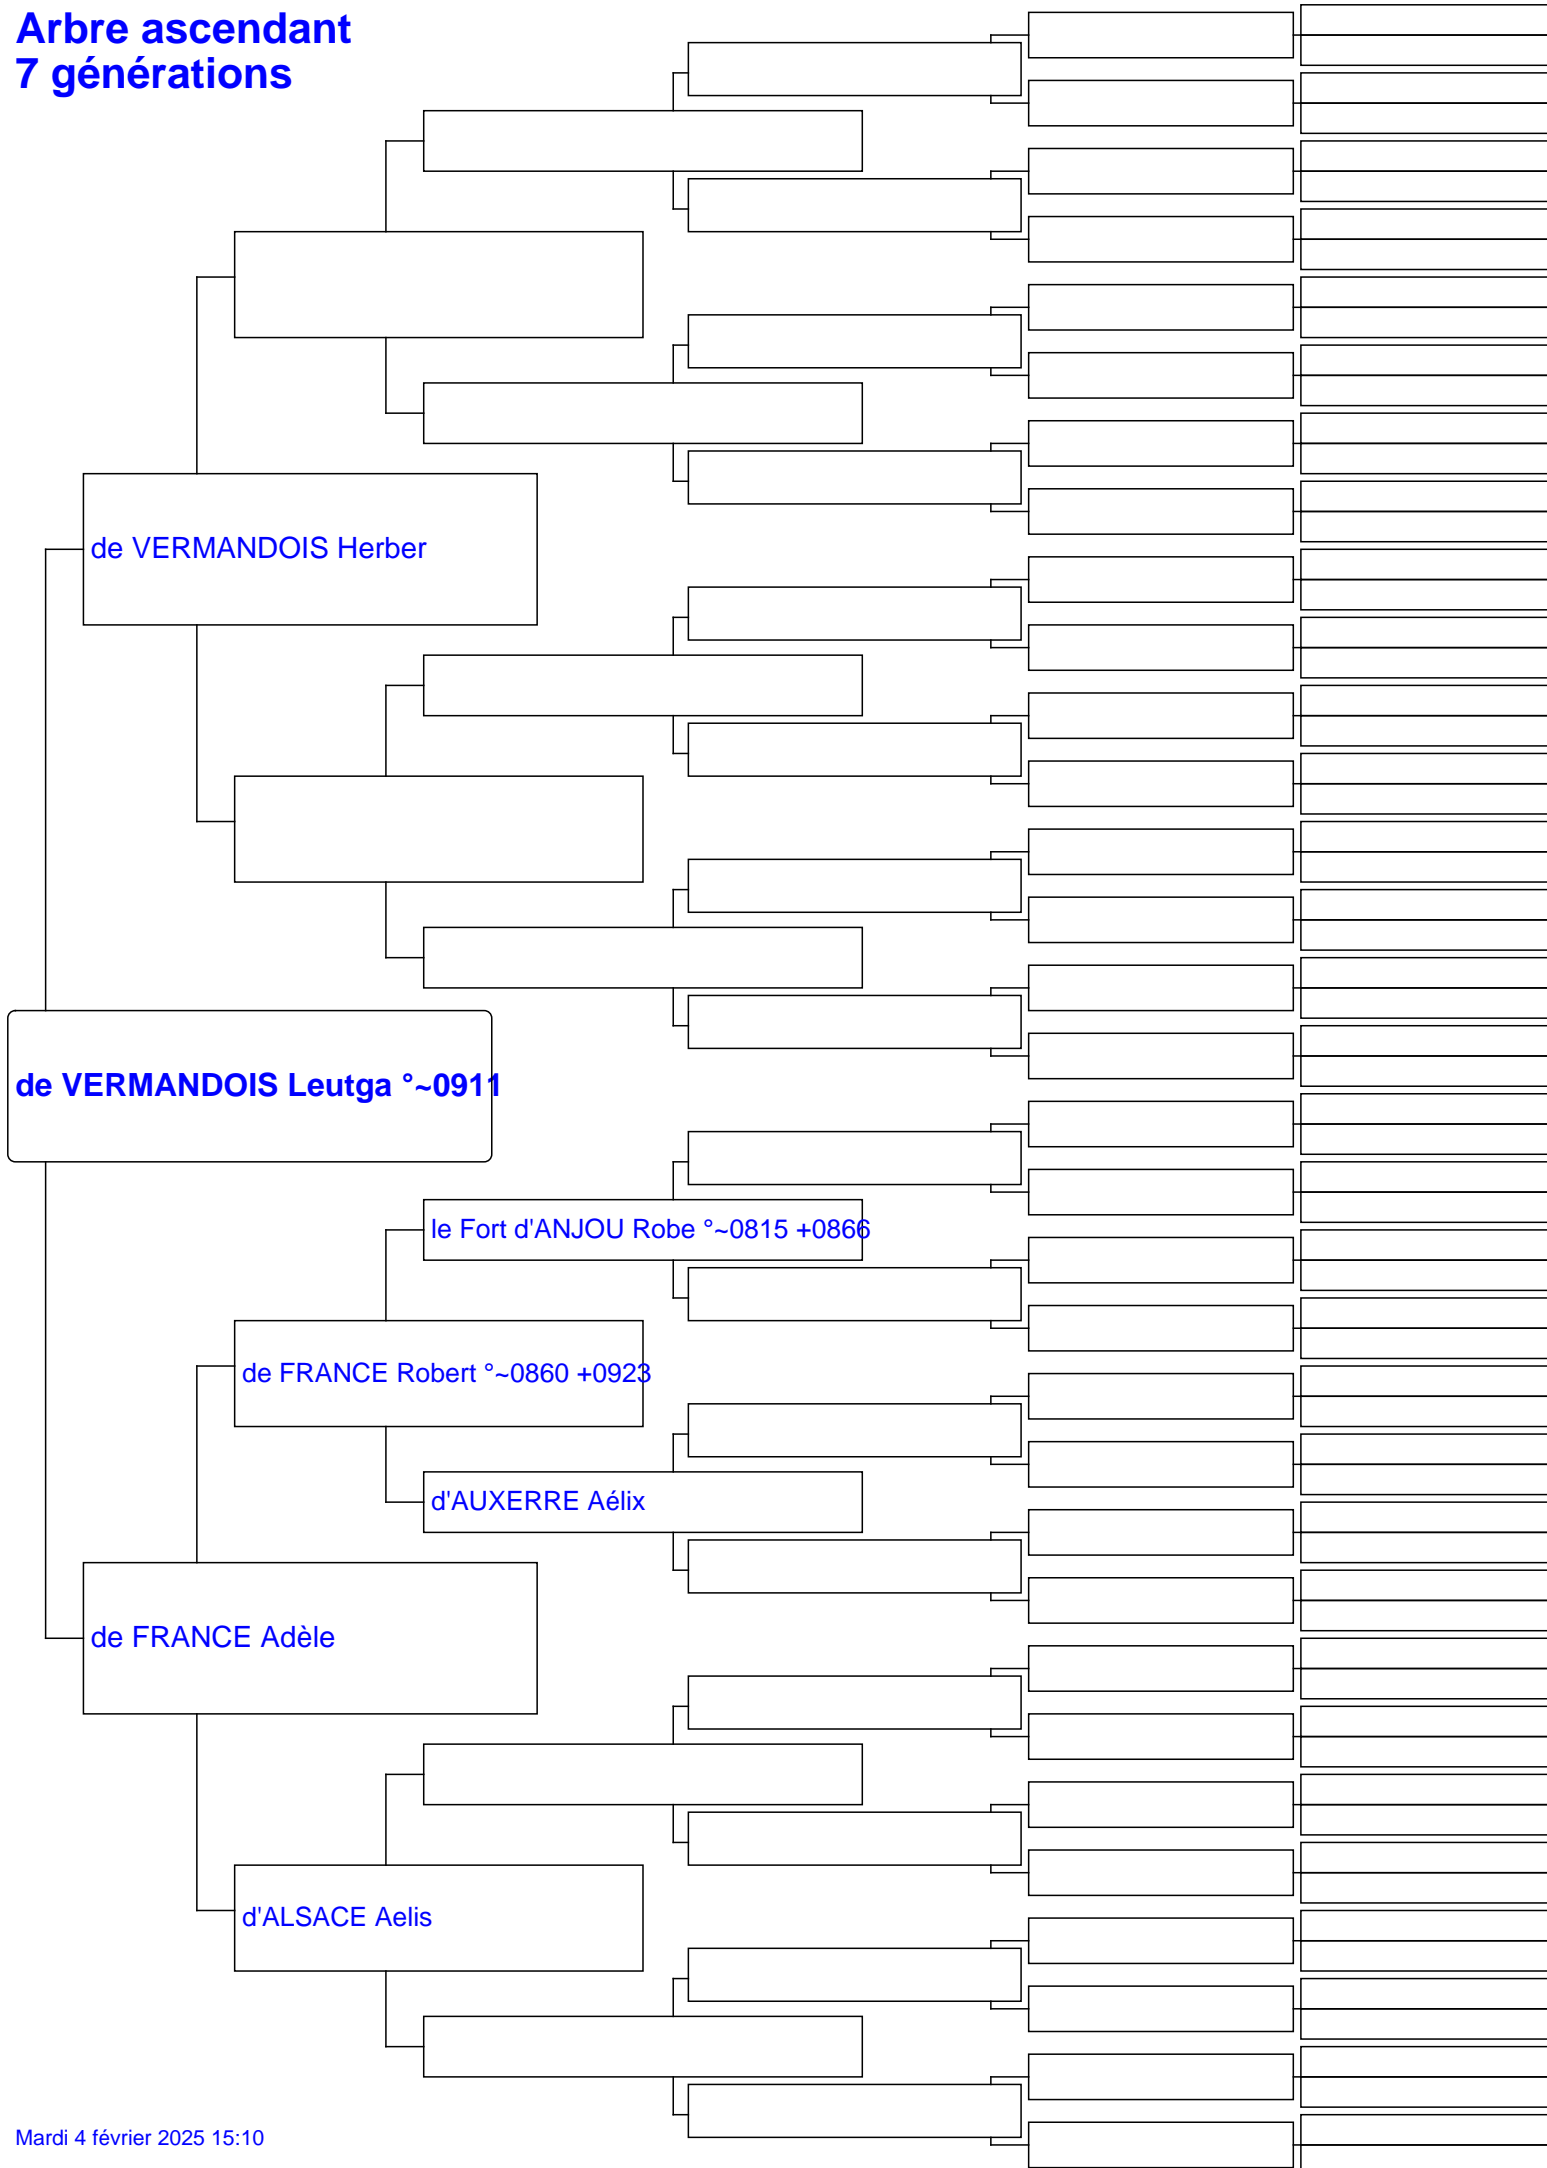 Arbre ascendant
7 générations
de VERMANDOIS Herber
de VERMANDOIS Leutga °~0911
le Fort d'ANJOU Robe °~0815 +0866
de FRANCE Robert °~0860 +0923
d'AUXERRE Aélix
de FRANCE Adèle
d'ALSACE Aelis
Mardi 4 février 2025 15:10